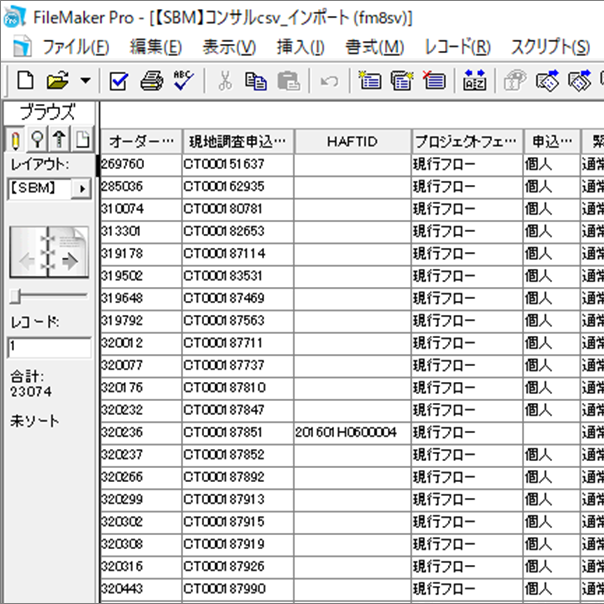 FileMaker Pro - [【SBM】コンサルcsv_インポート (fm8sv)]
ファイル(F) 編集(E) 表示(V) 挿入(I) 書式(M) レコード(R) スクリプト(S)
ブラウズ
レイアウト:
【SBM】
レコード:
1
合計:
23074
未ソート
オーダー… 現地調査申込… HAFTID プロジェクトフェ… 申込… 緊
269760 CT000151637 現行フロー 個人 通常
285036 CT000162935 現行フロー 個人 通常
310074 CT000180781 現行フロー 個人 通常
313301 CT000182653 現行フロー 個人 通常
319178 CT000187114 現行フロー 個人 通常
319502 CT000183531 現行フロー 個人 通常
319648 CT000187469 現行フロー 個人 通常
319792 CT000187563 現行フロー 個人 通常
320012 CT000187711 現行フロー 個人 通常
320077 CT000187737 現行フロー 個人 通常
320176 CT000187810 現行フロー 個人 通常
320232 CT000187847 現行フロー 個人 通常
320236 CT000187851 201601H0600004 現行フロー 通常
320237 CT000187852 現行フロー 個人 通常
320266 CT000187892 現行フロー 個人 通常
320299 CT000187913 現行フロー 個人 通常
320302 CT000187915 現行フロー 個人 通常
320308 CT000187919 現行フロー 個人 通常
320316 CT000187926 現行フロー 個人 通常
320443 CT000187990 現行フロー 個人 通常